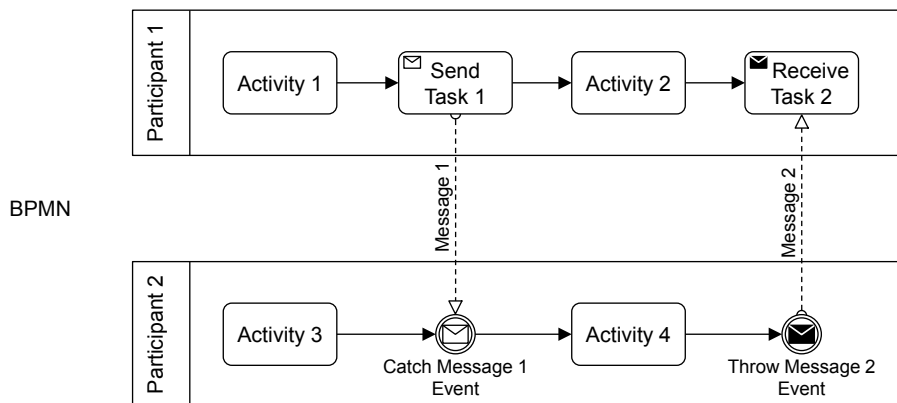 Participant 1
Activity 1
Send
Task 1
Activity 2
Receive
Task 2
Message 1
Message 2
BPMN
Participant 2
Activity 3
Catch Message 1
Event
Activity 4
Throw Message 2
Event